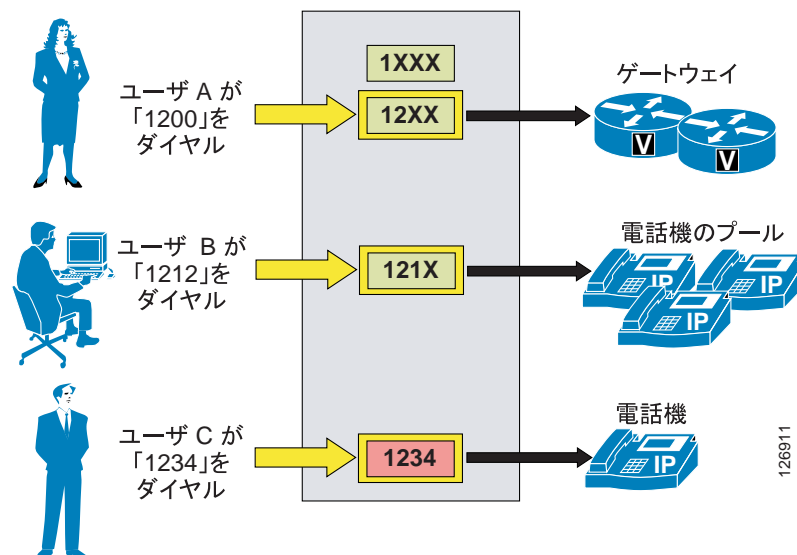 1XXX
ユーザ A が
「1200」を
ダイヤル
12XX
ゲートウェイ
V
V
ユーザ B が
「1212」を
ダイヤル
121X
電話機のプール
IP
IP
IP
ユーザ C が
「1234」を
ダイヤル
1234
電話機
IP
126911